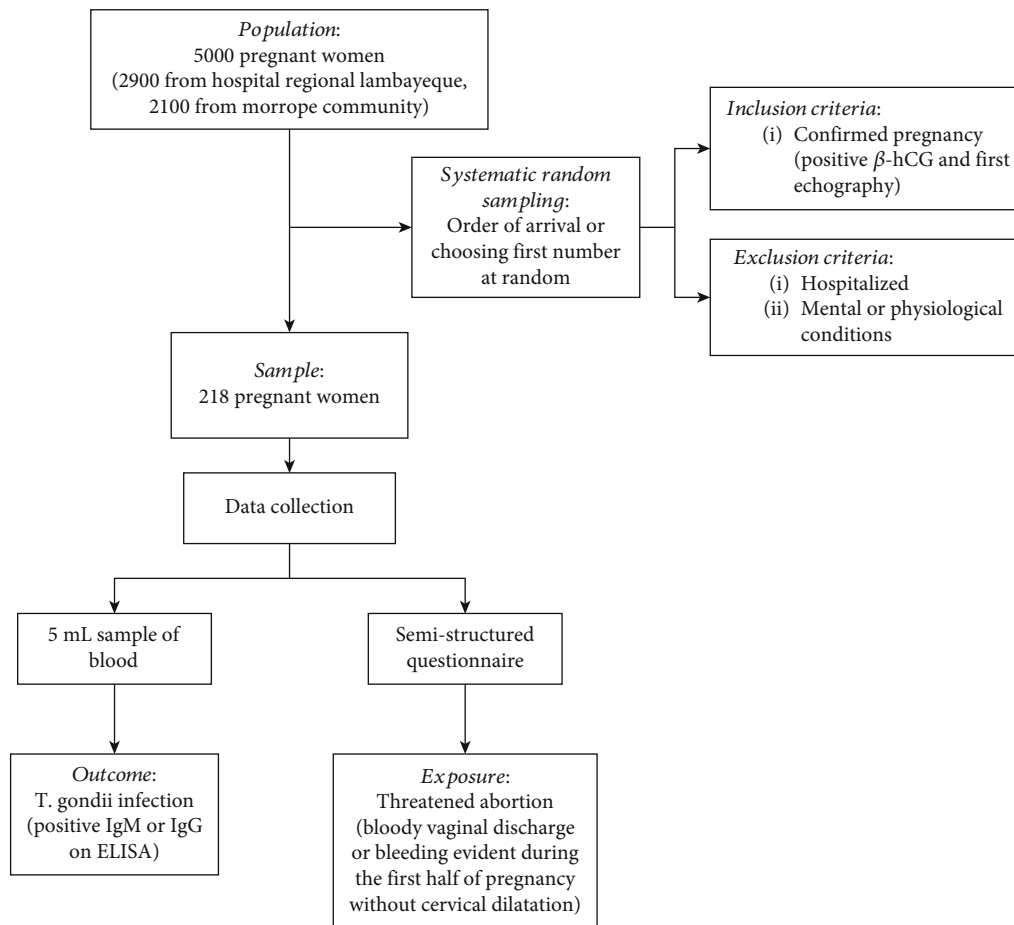 Population:
5000 pregnant women
(2900 from hospital regional lambayeque,
2100 from morrope community)
Inclusion criteria:
(i) Confirmed pregnancy
(positive β-hCG and first
echography)
Systematic random
sampling:
Order of arrival or
choosing first number
at random
Exclusion criteria:
(i) Hospitalized
(ii) Mental or physiological
conditions
Sample:
218 pregnant women
Data collection
5 mL sample of
blood
Semi-structured
questionnaire
Outcome:
T. gondii infection
(positive IgM or IgG
on ELISA)
Exposure:
Threatened abortion
(bloody vaginal discharge
or bleeding evident during
the first half of pregnancy
without cervical dilatation)